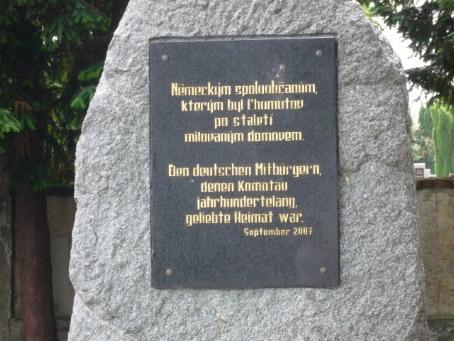 Německým spoluobčanům,
kterým byl Chomutov
po staletí
milovaným domovem.
Den deutschen Mitbürgern,
denen Komotau
jahrhundertelang,
geliebte Heimat war.
September 2007